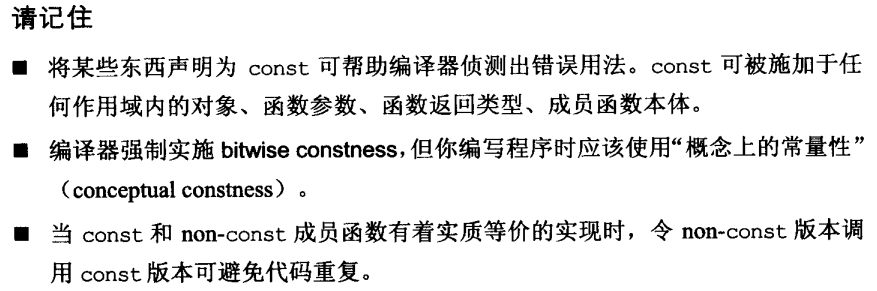 请记住
■ 将某些东西声明为 const 可帮助编译器侦测出错误用法。const 可被施加于任
何作用域内的对象、函数参数、函数返回类型、成员函数本体。
■ 编译器强制实施 bitwise constness，但你编写程序时应该使用“概念上的常量性”
（conceptual constness）。
■ 当 const 和 non-const 成员函数有着实质等价的实现时，令 non-const 版本调
用 const 版本可避免代码重复。